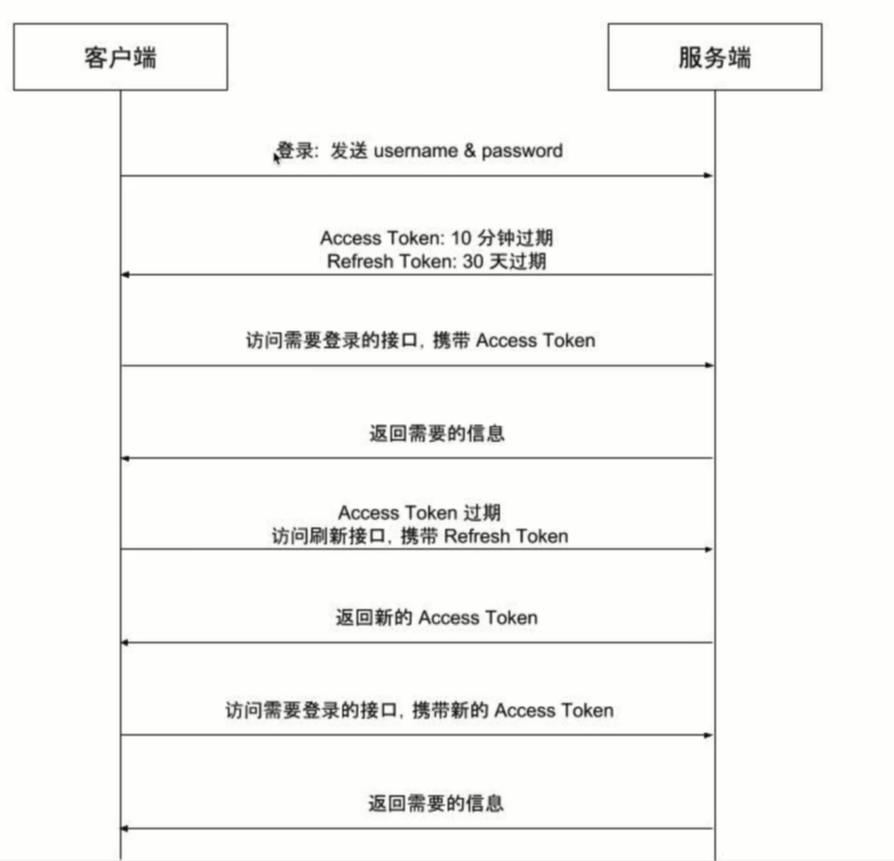 客户端
服务端
登录: 发送 username & password
Access Token: 10 分钟过期
Refresh Token: 30 天过期
访问需要登录的接口, 携带 Access Token
返回需要的信息
Access Token 过期
访问刷新接口, 携带 Refresh Token
返回新的 Access Token
访问需要登录的接口, 携带新的 Access Token
返回需要的信息